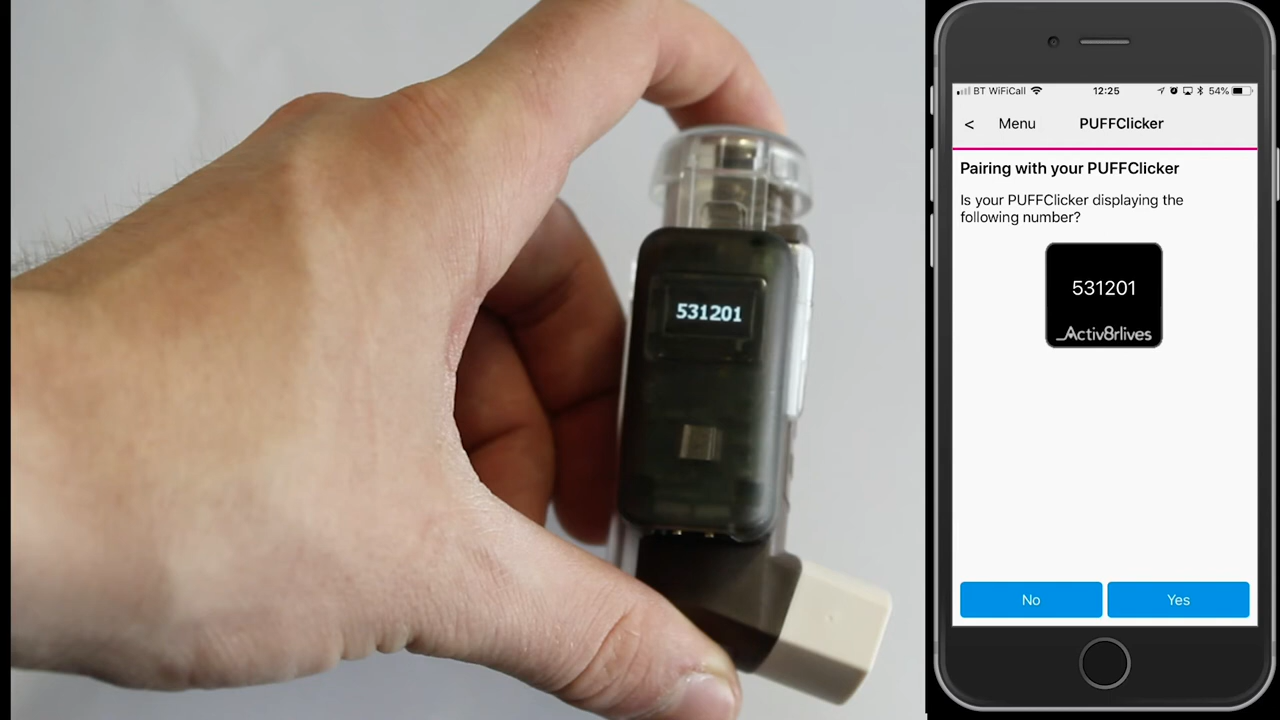 531201
BT WiFiCall
12:25
54%
< Menu
PUFFClicker
Pairing with your PUFFClicker
Is your PUFFClicker displaying the
following number?
531201
Activ8rlives
No
Yes